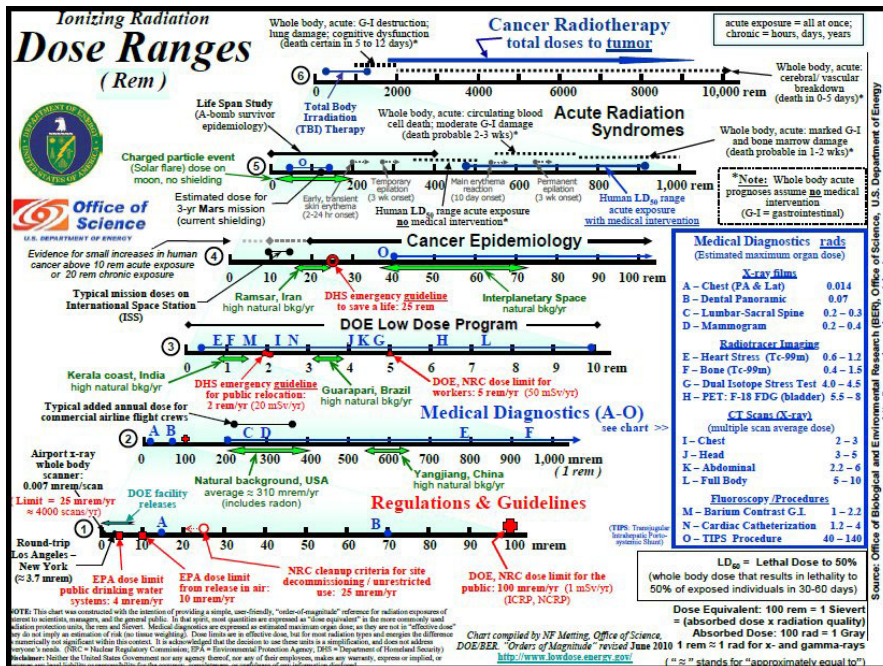 Ionizing Radiation
Dose Ranges
( Rem )
Whole body, acute: G-I destruction;
lung damage; cognitive dysfunction
(death certain in 5 to 12 days)*
Cancer Radiotherapy
total doses to tumor
acute exposure = all at once;
chronic = hours, days, years
6
0 2000 4000 6000 8000 10,000 rem
Total Body
Irradiation
(TBI) Therapy
Whole body, acute:
cerebral/ vascular
breakdown
(death in 0-5 days)*
Life Span Study
(A-bomb survivor
epidemiology)
Whole body, acute: circulating blood
cell death; moderate G-I damage
(death probable 2-3 wks)*
Acute Radiation
Syndromes
Whole body, acute: marked G-I
and bone marrow damage
(death probable in 1-2 wks)*
Charged particle event
(Solar flare) dose on
moon, no shielding
5
O
0 200 400 600 800 1,000 rem
Estimated dose for
3-yr Mars mission
(current shielding)
Early, transient
skin erythema
(2-24 hr onset)
Temporary
epilation
(3 wk onset)
Main erythema
reaction
(10 day onset)
Permanent
epilation
(3 wk onset)
Human LD50 range acute exposure
no medical intervention*
Human LD50 range
acute exposure
with medical intervention
*Note: Whole body acute
prognoses assume no medical
intervention
(G-I = gastrointestinal)
Office of
Science
U.S. DEPARTMENT OF ENERGY
Evidence for small increases in human
cancer above 10 rem acute exposure
or 20 rem chronic exposure
Cancer Epidemiology
4
O
0 10 20 30 40 50 60 70 80 90 100 rem
Typical mission doses on
International Space Station
(ISS)
Ramsar, Iran
high natural bkg/yr
DHS emergency guideline
to save a life: 25 rem
Interplanetary Space
natural bkg/yr
DOE Low Dose Program
3
E F M I N J K G H L
0 1 2 3 4 5 6 7 8 9 10 rem
Kerala coast, India
high natural bkg/yr
DHS emergency guideline
for public relocation:
2 rem/yr (20 mSv/yr)
Guarapari, Brazil
high natural bkg/yr
DOE, NRC dose limit for
workers: 5 rem/yr (50 mSv/yr)
Typical added annual dose for
commercial airline flight crews
Medical Diagnostics (A-O)
see chart >>
2
A B C D E F
0 100 200 300 400 500 600 700 800 900 1,000 mrem
( 1 rem )
Airport x-ray
whole body
scanner:
0.007 mrem/scan
( Limit = 25 mrem/yr
≈ 4000 scans/yr)
DOE facility
releases
Natural background, USA
average ≈ 310 mrem/yr
(includes radon)
Yangjiang, China
high natural bkg/yr
Regulations & Guidelines
1
A B
0 10 20 30 40 50 60 70 80 90 100 mrem
(TIPS: Transjugular
Intrahepatic Porto-
systemic Shunt)
Round-trip
Los Angeles –
New York
(≈ 3.7 mrem)
EPA dose limit
public drinking water
systems: 4 mrem/yr
EPA dose limit
from release in air:
10 mrem/yr
NRC cleanup criteria for site
decommissioning / unrestricted
use: 25 mrem/yr
DOE, NRC dose limit for the
public: 100 mrem/yr (1 mSv/yr)
(ICRP, NCRP)
Medical Diagnostics rads
(Estimated maximum organ dose)
X-ray films
A – Chest (PA & Lat) 0.014
B – Dental Panoramic 0.07
C – Lumbar-Sacral Spine 0.2 – 0.3
D – Mammogram 0.2 – 0.4
Radiotracer Imaging
E – Heart Stress (Tc-99m) 0.6 – 1.2
F – Bone (Tc-99m) 0.4 – 1.5
G – Dual Isotope Stress Test 4.0 – 4.5
H – PET: F-18 FDG (bladder) 5.5 – 8
CT Scans (X-ray)
(multiple scan average dose)
I – Chest 2 – 3
J – Head 3 – 5
K – Abdominal 2.2 – 6
L – Full Body 5 – 10
Fluoroscopy /Procedures
M – Barium Contrast G.I. 1 – 2.2
N – Cardiac Catheterization 1.2 – 4
O – TIPS Procedure 40 – 140
LD50 = Lethal Dose to 50%
(whole body dose that results in lethality to
50% of exposed individuals in 30-60 days)
Dose Equivalent: 100 rem = 1 Sievert
= (absorbed dose x radiation quality)
Absorbed Dose: 100 rad = 1 Gray
1 rem ≈ 1 rad for x- and gamma-rays
( " ≈ " stands for "approximately equal to")
Chart compiled by NF Metting, Office of Science,
DOE/BER. "Orders of Magnitude" revised June 2010
http://www.lowdose.energy.gov/
Source: Office of Biological and Environmental Research (BER), Office of Science, U.S. Department of Energy